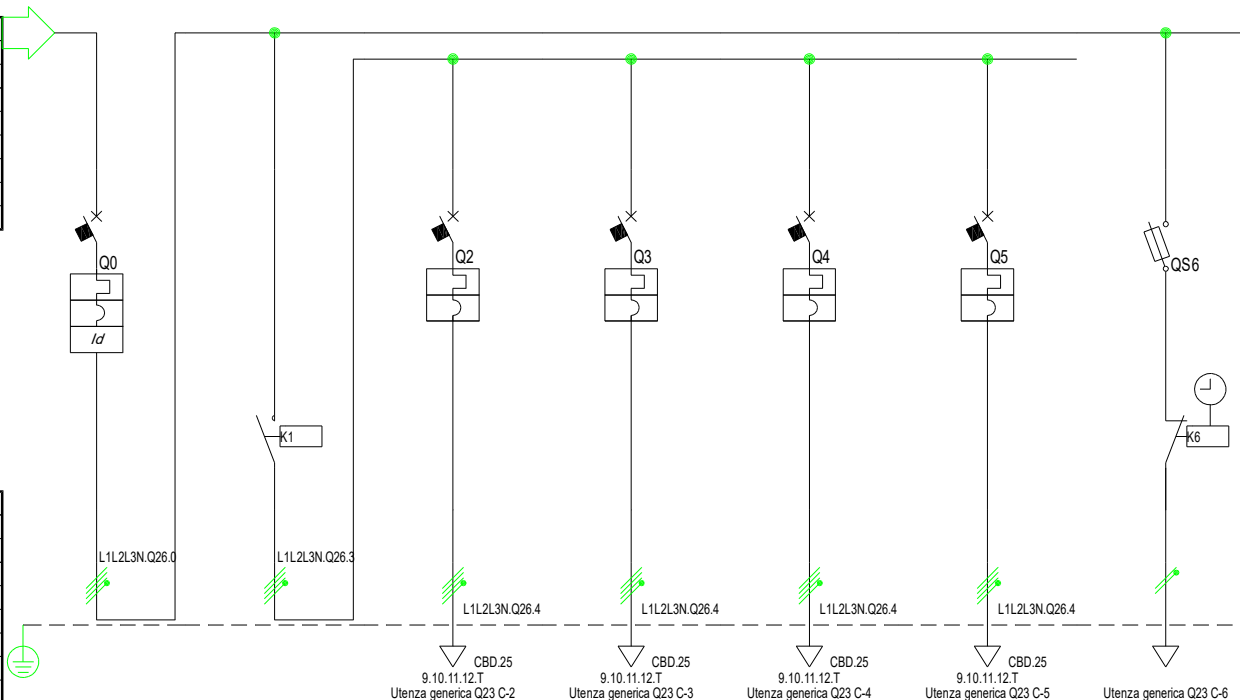 Q0
Id
Q2
Q3
Q4
Q5
QS6
K1
K6
L1L2L3N.Q26.0
L1L2L3N.Q26.3
L1L2L3N.Q26.4
L1L2L3N.Q26.4
L1L2L3N.Q26.4
L1L2L3N.Q26.4
CBD.25
CBD.25
CBD.25
CBD.25
9.10.11.12.T
9.10.11.12.T
9.10.11.12.T
9.10.11.12.T
Utenza generica Q23 C-2
Utenza generica Q23 C-3
Utenza generica Q23 C-4
Utenza generica Q23 C-5
Utenza generica Q23 C-6